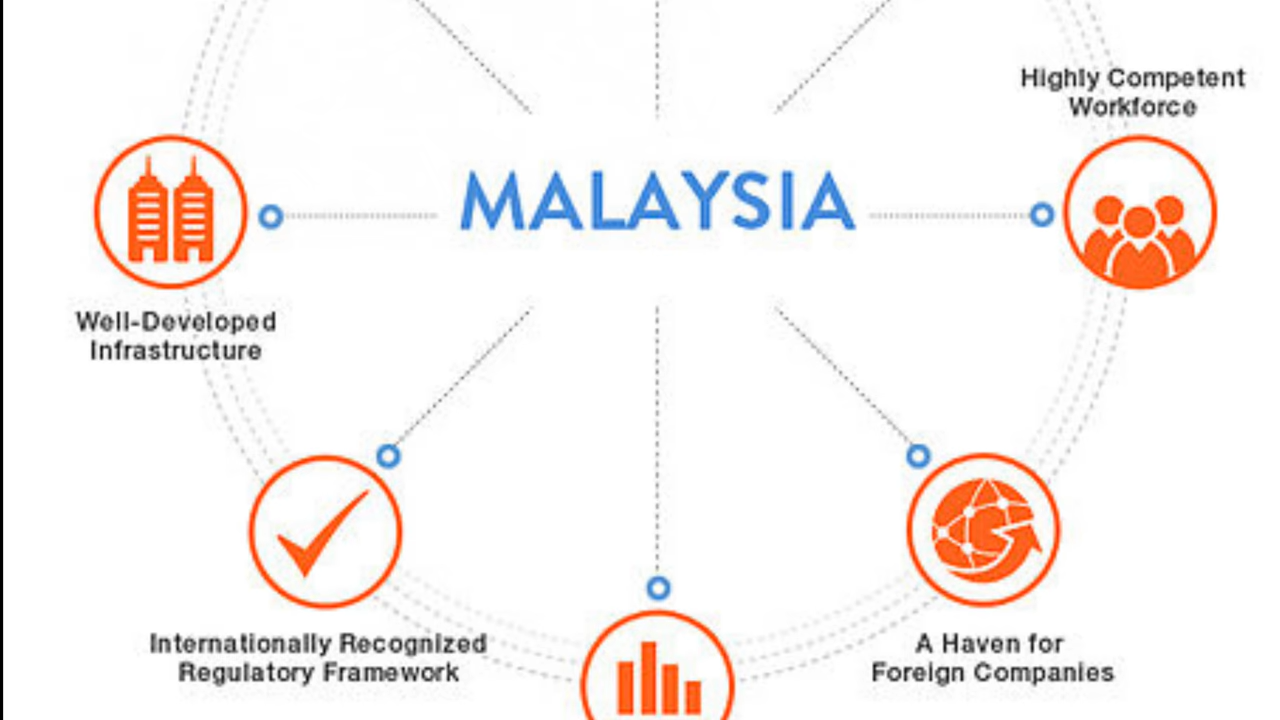 Highly Competent
Workforce
MALAYSIA
Well-Developed
Infrastructure
Internationally Recognized
Regulatory Framework
A Haven for
Foreign Companies